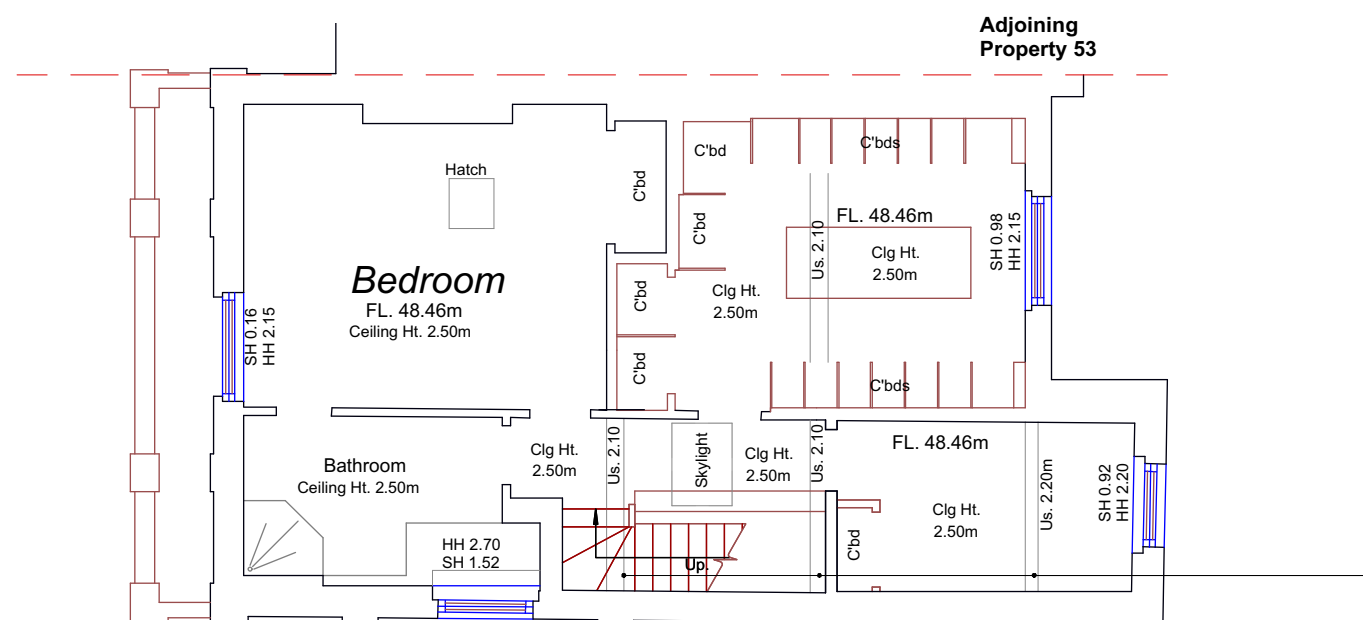 Adjoining
Property 53
C'bd
C'bds
Hatch
C'bd
C'bd
FL. 48.46m
Us. 2.10
SH 0.98
HH 2.15
Clg Ht.
2.50m
Bedroom
FL. 48.46m
Ceiling Ht. 2.50m
SH 0.16
HH 2.15
C'bd
Clg Ht.
2.50m
C'bd
C'bds
Bathroom
Ceiling Ht. 2.50m
Clg Ht.
2.50m
Us. 2.10
Skylight
Clg Ht.
2.50m
Us. 2.10
FL. 48.46m
Clg Ht.
2.50m
Us. 2.20m
SH 0.92
HH 2.20
HH 2.70
SH 1.52
Up.
C'bd